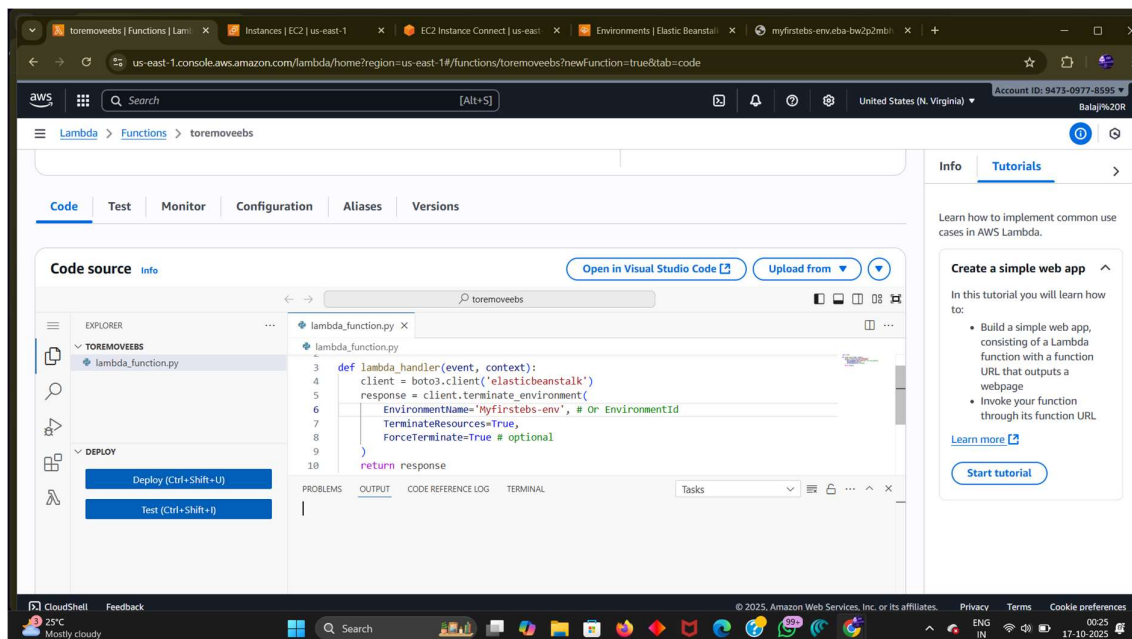 toremoveebs | Functions | Lamb
Instances | EC2 | us-east-1
EC2 Instance Connect | us-east-
Environments | Elastic Beanstalk
myfirstebs-env.eba-bw2p2mbh
us-east-1.console.aws.amazon.com/lambda/home?region=us-east-1#/functions/toremoveebs?newFunction=true&tab=code
aws
Search [Alt+S]
United States (N. Virginia) ▼
Account ID: 9473-0977-8595 ▼
Balaji%20R
Lambda > Functions > toremoveebs
Info Tutorials
Code Test Monitor Configuration Aliases Versions
Learn how to implement common use
cases in AWS Lambda.
Code source Info
Open in Visual Studio Code
Upload from ▼
Create a simple web app
In this tutorial you will learn how
to:
• Build a simple web app,
consisting of a Lambda
function with a function
URL that outputs a
webpage
• Invoke your function
through its function URL
Learn more
Start tutorial
toremoveebs
EXPLORER ...
TOREMOVEEBS
lambda_function.py
DEPLOY
Deploy (Ctrl+Shift+U)
Test (Ctrl+Shift+I)
lambda_function.py
lambda_function.py
3 def lambda_handler(event, context):
4 client = boto3.client('elasticbeanstalk')
5 response = client.terminate_environment(
6 EnvironmentName='Myfirstebs-env', # Or EnvironmentId
7 TerminateResources=True,
8 ForceTerminate=True # optional
9 )
10 return response
PROBLEMS OUTPUT CODE REFERENCE LOG TERMINAL
Tasks
CloudShell Feedback
© 2025, Amazon Web Services, Inc. or its affiliates. Privacy Terms Cookie preferences
3
25°C
Mostly cloudy
Search
99+
ENG
IN
00:25
17-10-2025